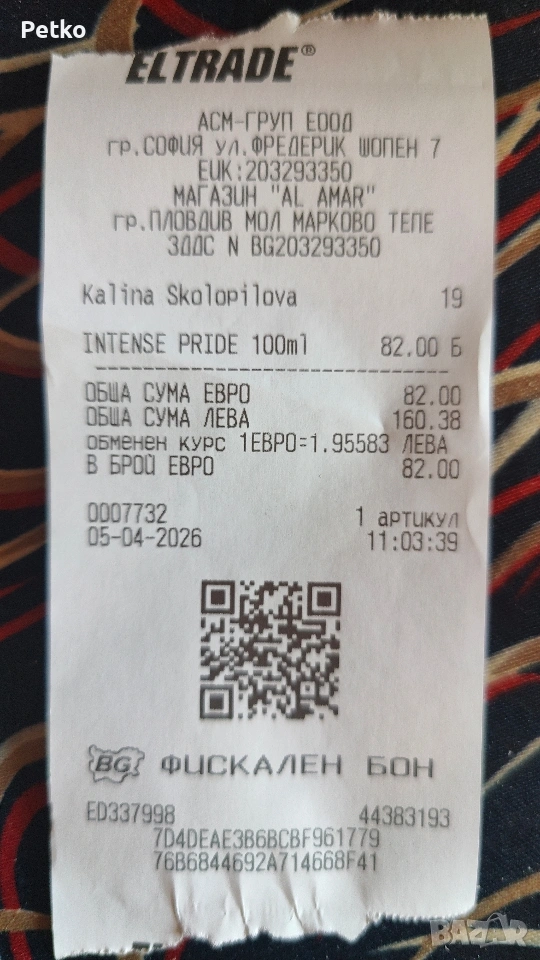 Petko
ELTRADE®
АСМ-ГРУП ЕООД
гр.СОФИЯ ул.ФРЕДЕРИК ШОПЕН 7
ЕИК:203293350
МАГАЗИН "AL AMAR"
гр.ПЛОВДИВ МОЛ МАРКОВО ТЕПЕ
ЗДДС N BG203293350
Kalina Skolopilova 19
INTENSE PRIDE 100ml 82.00 Б
ОБЩА СУМА ЕВРО 82.00
ОБЩА СУМА ЛЕВА 160.38
ОБМЕНЕН КУРС 1ЕВРО=1.95583 ЛЕВА
В БРОЙ ЕВРО 82.00
0007732 1 артикул
05-04-2026 11:03:39
BG ФИСКАЛЕН БОН
ED337998 44383193
7D4DEAE3B6BCBF961779
76B6844692A714668F41
BAZAR